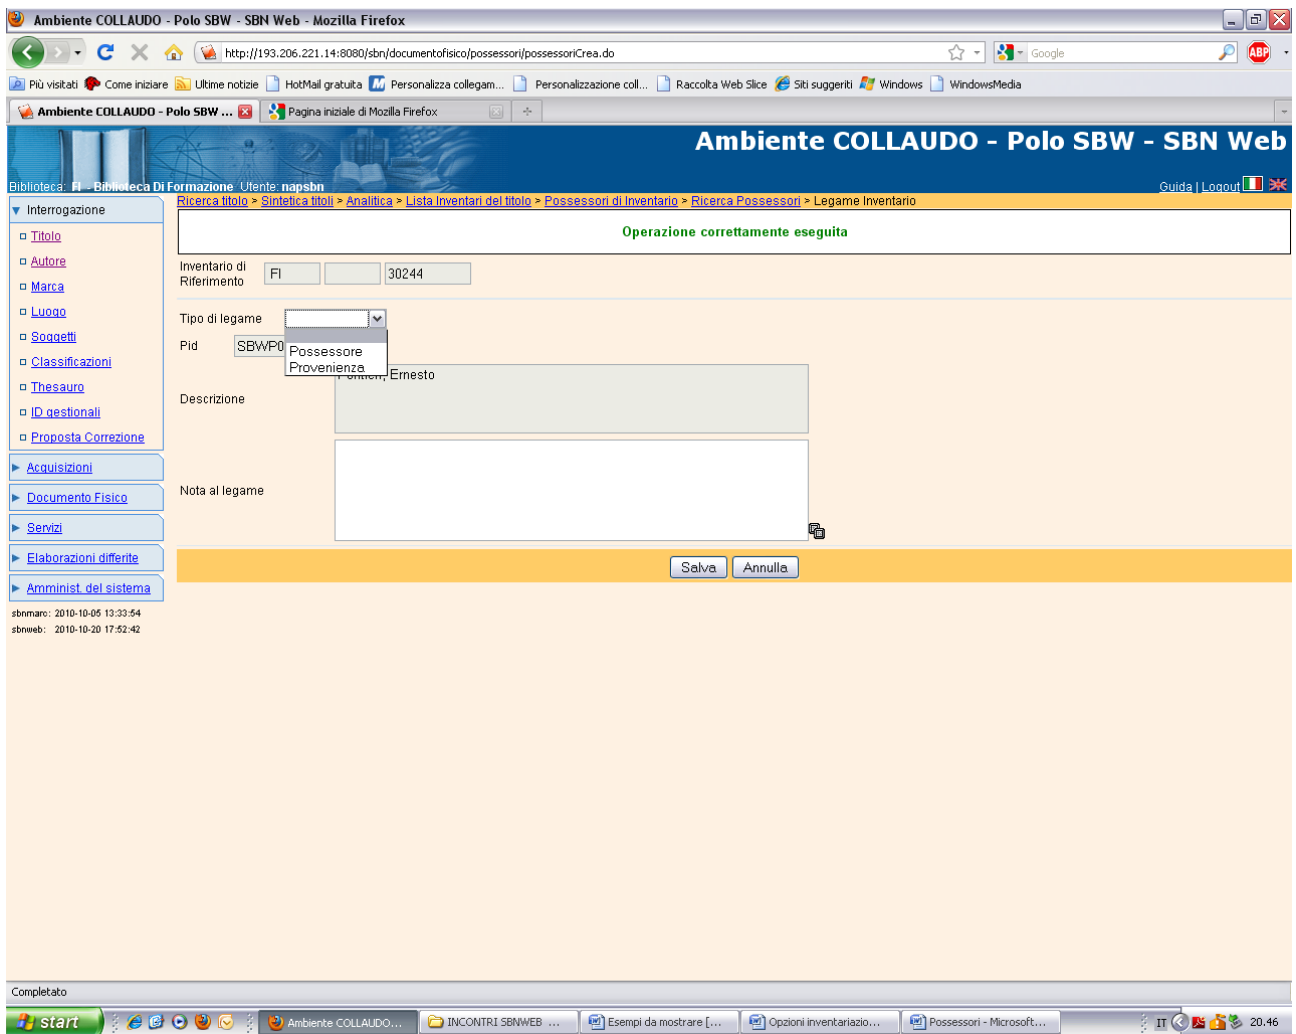 Ambiente COLLAUDO - Polo SBW - SBN Web - Mozilla Firefox
http://193.206.221.14:8080/sbn/documentofisico/possessori/possessoriCrea.do
Google
ABP
Più visitati Come iniziare Ultime notizie HotMail gratuita Personalizza collegam... Personalizzazione coll... Raccolta Web Slice Siti suggeriti Windows WindowsMedia
Ambiente COLLAUDO - Polo SBW ... Pagina iniziale di Mozilla Firefox
Ambiente COLLAUDO - Polo SBW - SBN Web
Biblioteca: FI - Biblioteca Di Formazione Utente: napsbn
Guida | Logout
Ricerca titolo > Sintetica titoli > Analitica > Lista Inventari del titolo > Possessori di Inventario > Ricerca Possessori > Legame Inventario
Operazione correttamente eseguita
Interrogazione
Titolo
Autore
Marca
Luogo
Soggetti
Classificazioni
Thesauro
ID gestionali
Proposta Correzione
Acquisizioni
Documento Fisico
Servizi
Elaborazioni differite
Amminist. del sistema
sbnmarc: 2010-10-05 13:33:54
sbnweb: 2010-10-20 17:52:42
Inventario di
Riferimento
FI 30244
Tipo di legame
Possessore
Provenienza
Pid SBWP0
Descrizione
Ernesto
Nota al legame
Salva Annulla
Completato
start Ambiente COLLAUDO... INCONTRI SBNWEB ... Esempi da mostrare [... Opzioni inventariazio... Possessori - Microsoft... IT 20.46